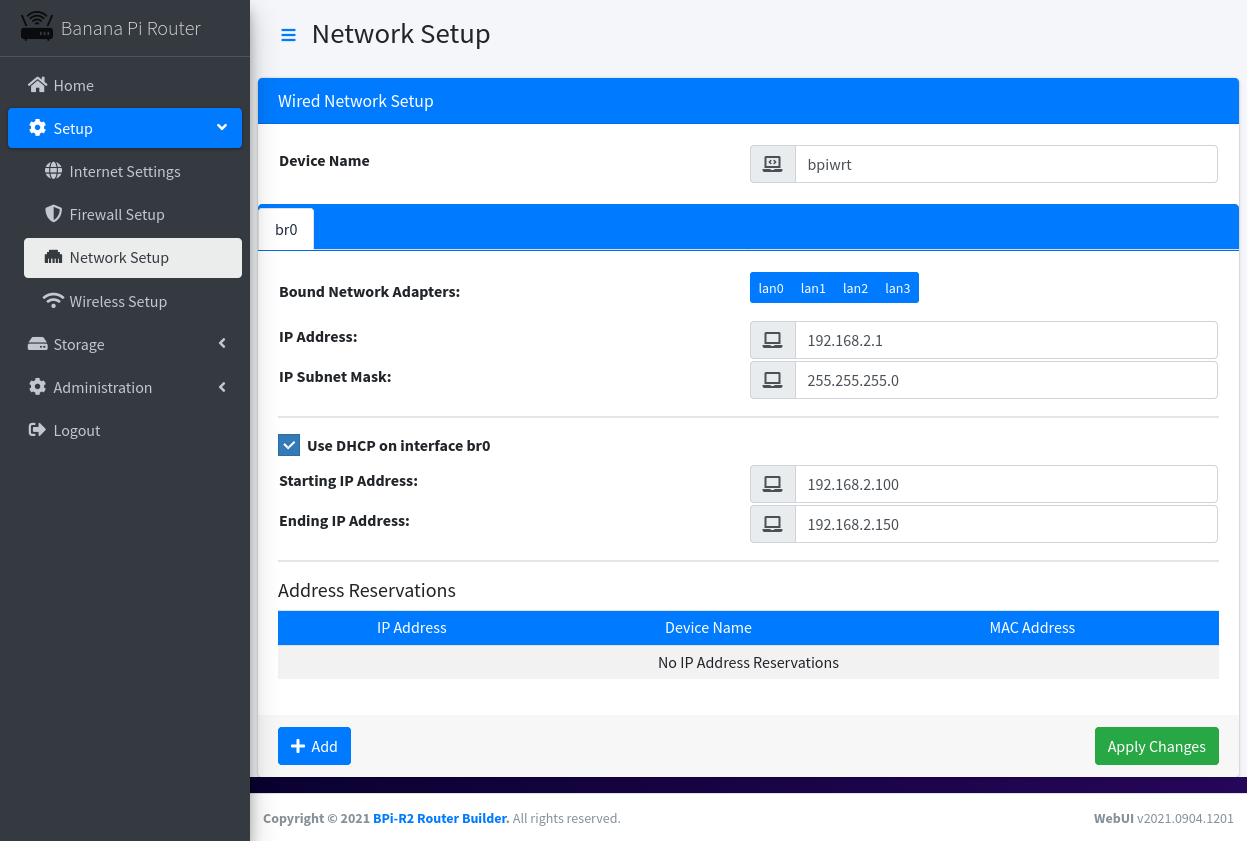 Banana Pi Router
Home
Setup
Internet Settings
Firewall Setup
Network Setup
Wireless Setup
Storage
Administration
Logout
Network Setup
Wired Network Setup
Device Name
bpiwrt
br0
Bound Network Adapters:
lan0 lan1 lan2 lan3
IP Address:
192.168.2.1
IP Subnet Mask:
255.255.255.0
Use DHCP on interface br0
Starting IP Address:
192.168.2.100
Ending IP Address:
192.168.2.150
Address Reservations
IP Address Device Name MAC Address
No IP Address Reservations
Add
Apply Changes
Copyright © 2021 BPi-R2 Router Builder. All rights reserved.
WebUI v2021.0904.1201